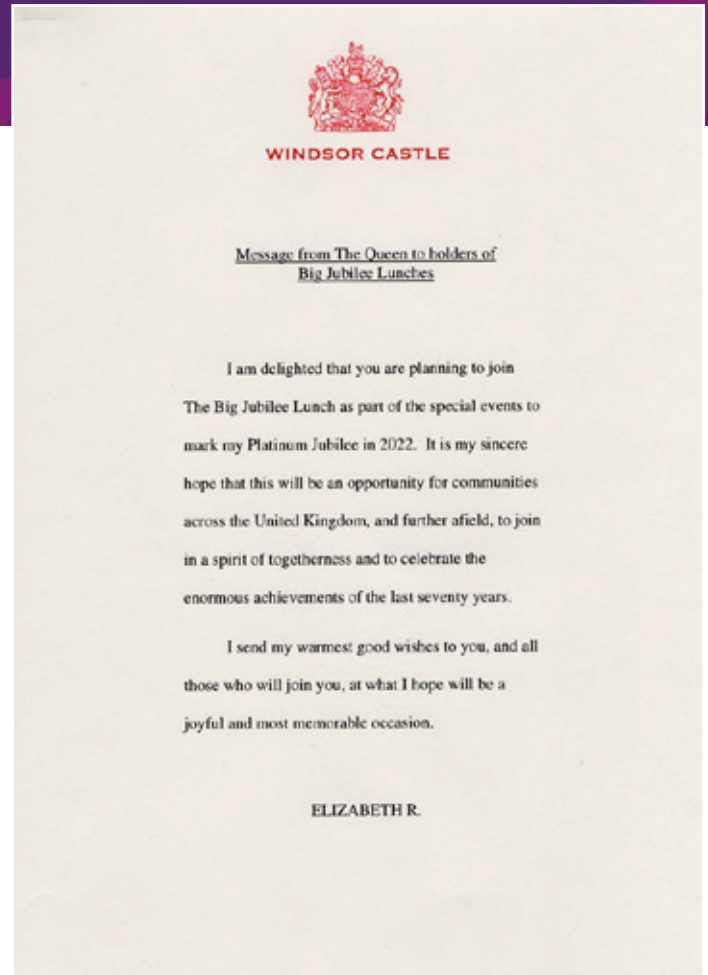 WINDSOR CASTLE
Message from The Queen to holders of
Big Jubilee Lunches
I am delighted that you are planning to join
The Big Jubilee Lunch as part of the special events to
mark my Platinum Jubilee in 2022. It is my sincere
hope that this will be an opportunity for communities
across the United Kingdom, and further afield, to join
in a spirit of togetherness and to celebrate the
enormous achievements of the last seventy years.
I send my warmest good wishes to you, and all
those who will join you, at what I hope will be a
joyful and most memorable occasion.
ELIZABETH R.